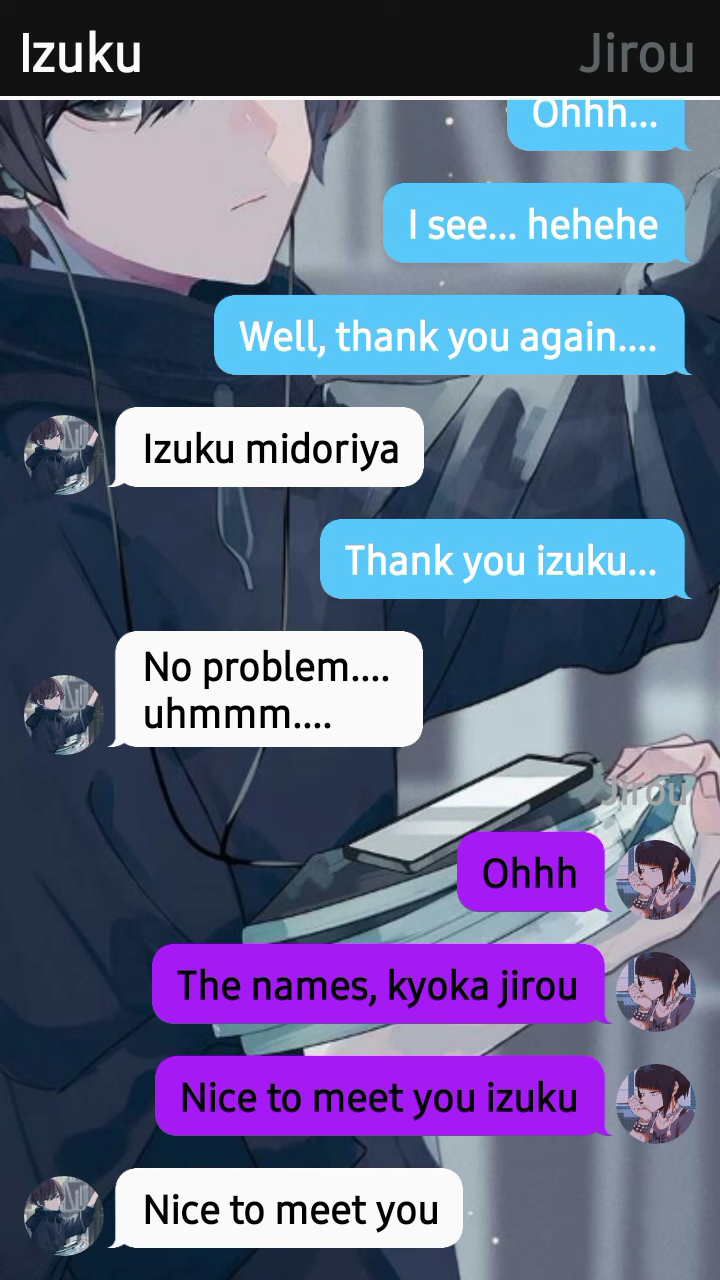 Izuku
Jirou
Ohhh...
I see... hehehe
Well, thank you again....
Izuku midoriya
Thank you izuku...
No problem....
uhmmm....
Jirou
Ohhh
The names, kyoka jirou
Nice to meet you izuku
Nice to meet you